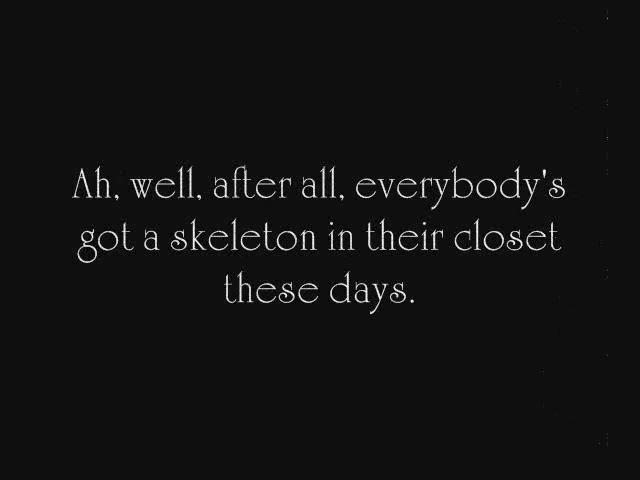 Ah, well, after all, everybody's
got a skeleton in their closet
these days.